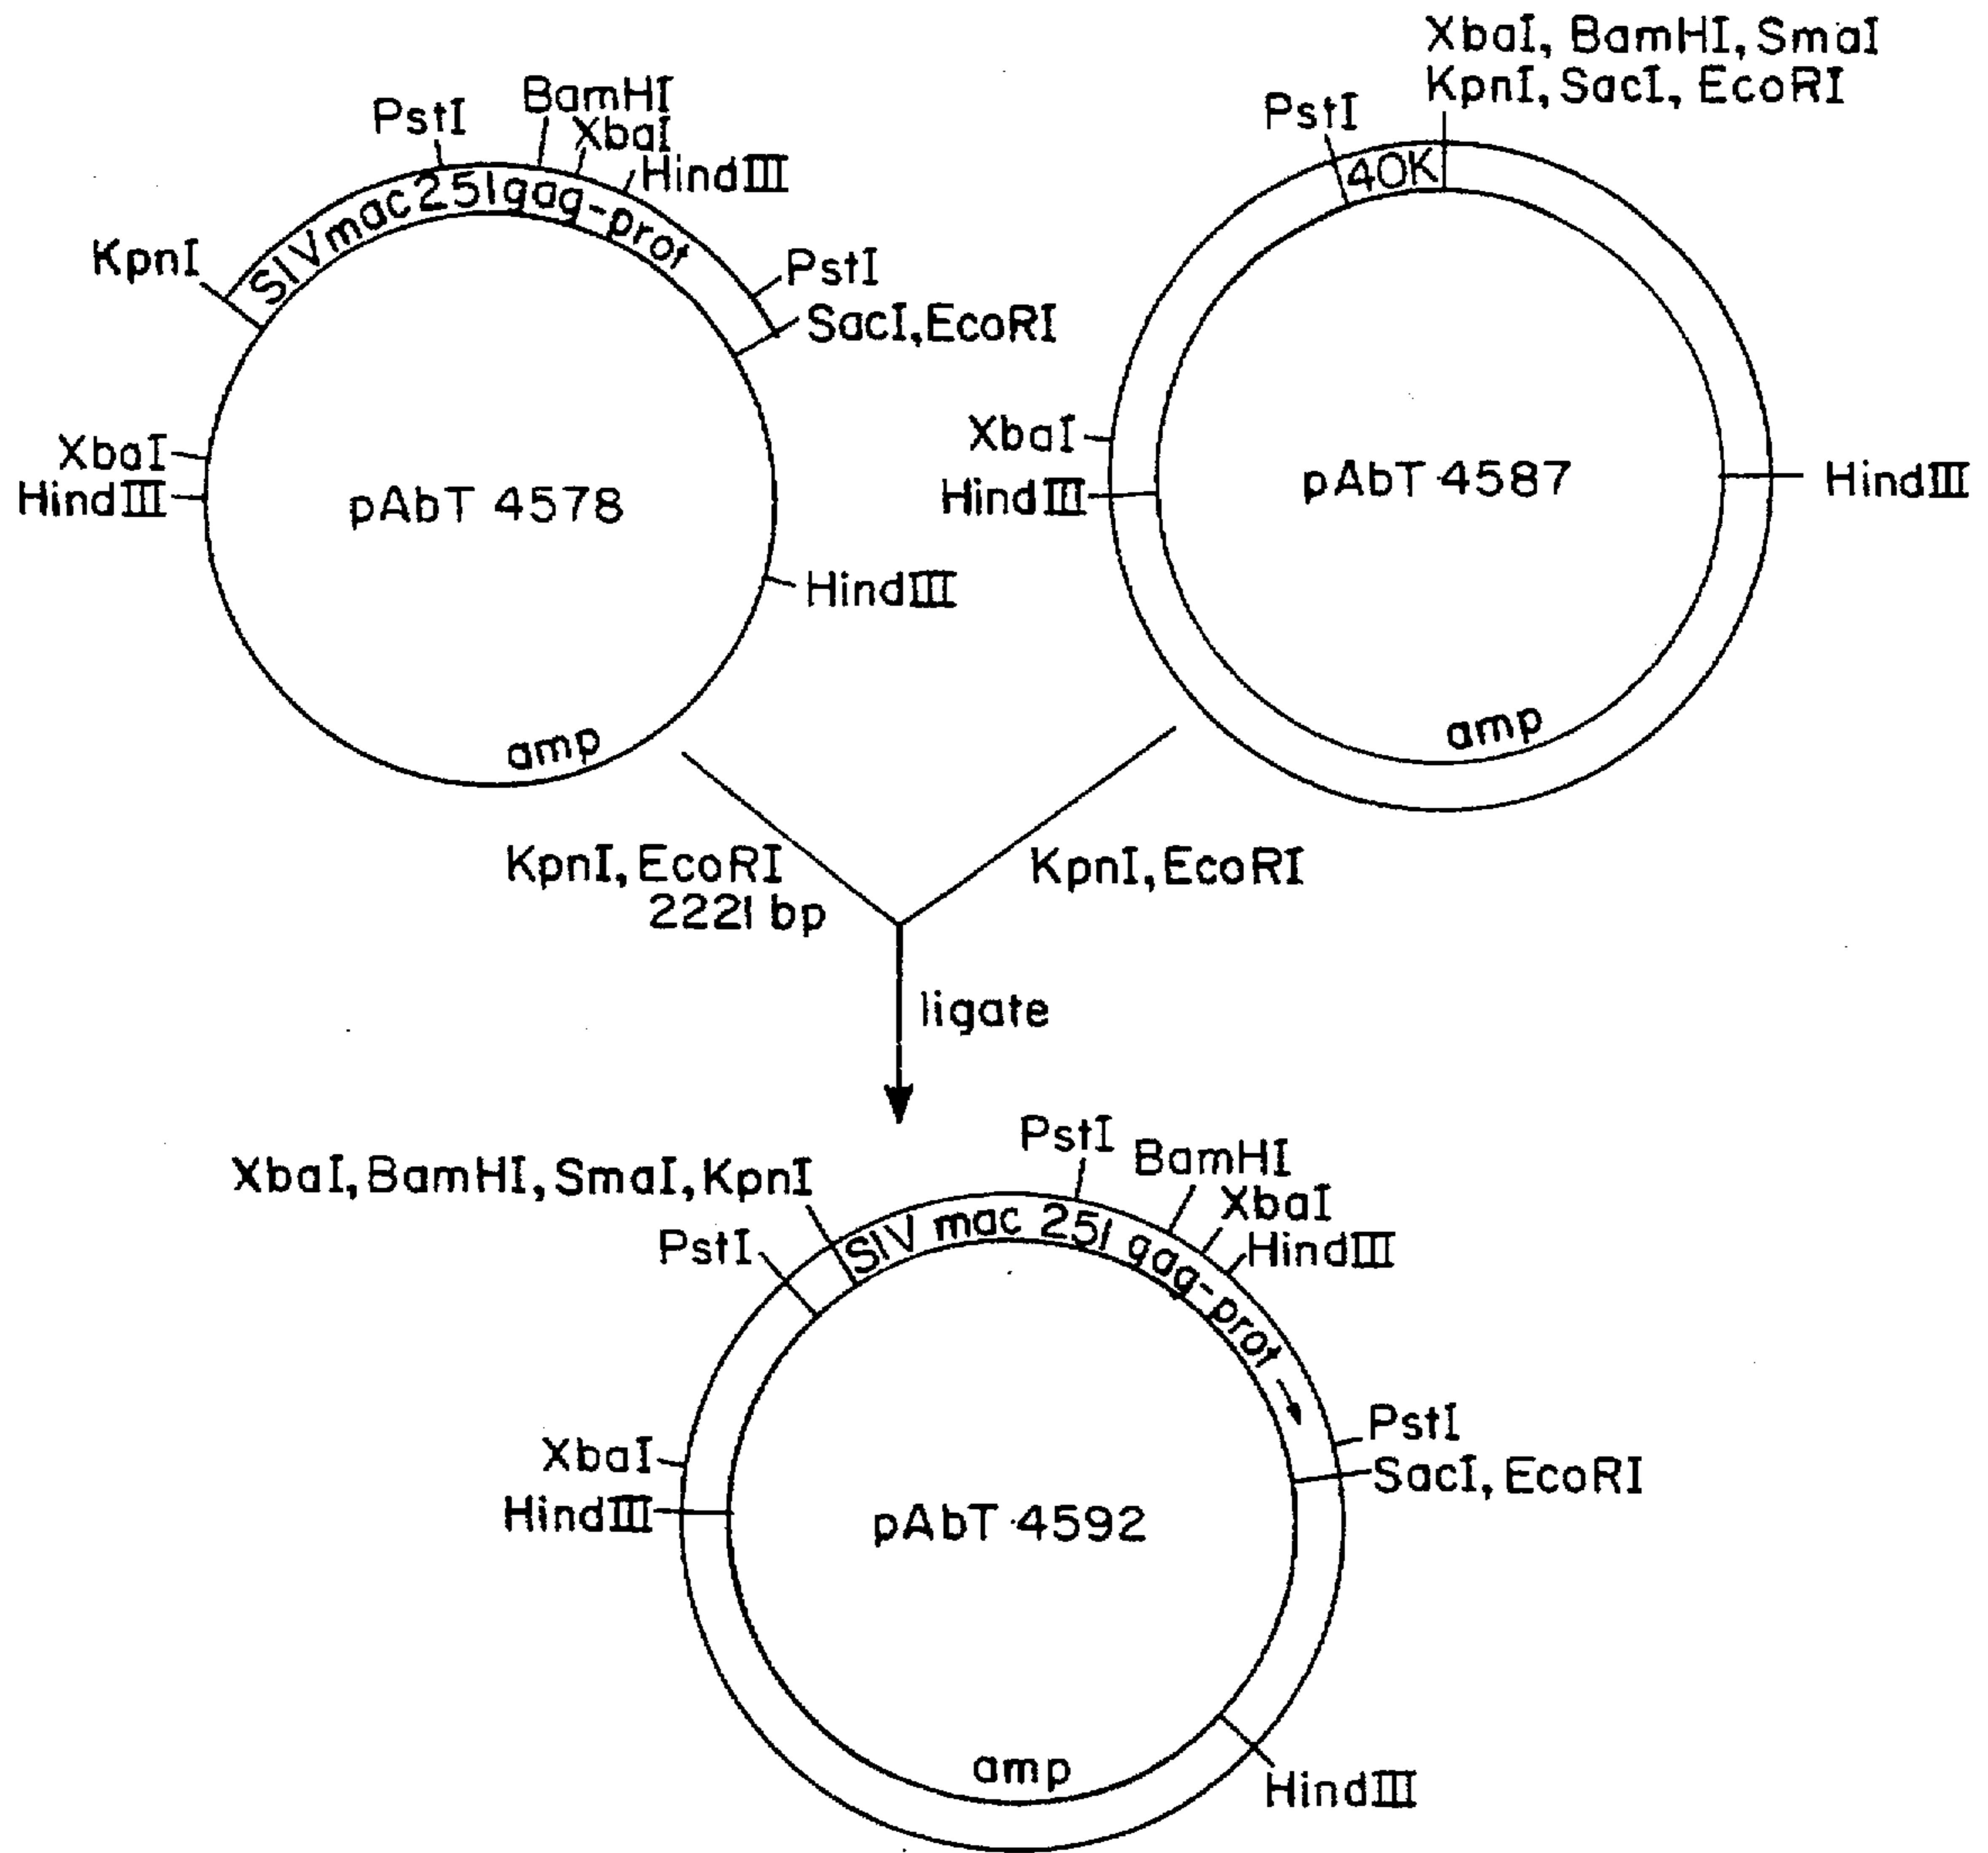 XbaI, BamHI, SmaI
KpnI, SacI, EcoRI
PstI
BamHI
XbaI
HindIII
PstI
40K
SIVmac251gag-prot
KpnI
PstI
SacI, EcoRI
XbaI
HindIII
pAbT 4578
XbaI
HindIII
pAbT 4587
HindIII
HindIII
amp
amp
KpnI, EcoRI
2221 bp
KpnI, EcoRI
ligate
PstI
BamHI
XbaI, BamHI, SmaI, KpnI
XbaI
HindIII
PstI
SIV mac 251 gag-prot
PstI
SacI, EcoRI
XbaI
HindIII
pAbT 4592
amp
HindIII